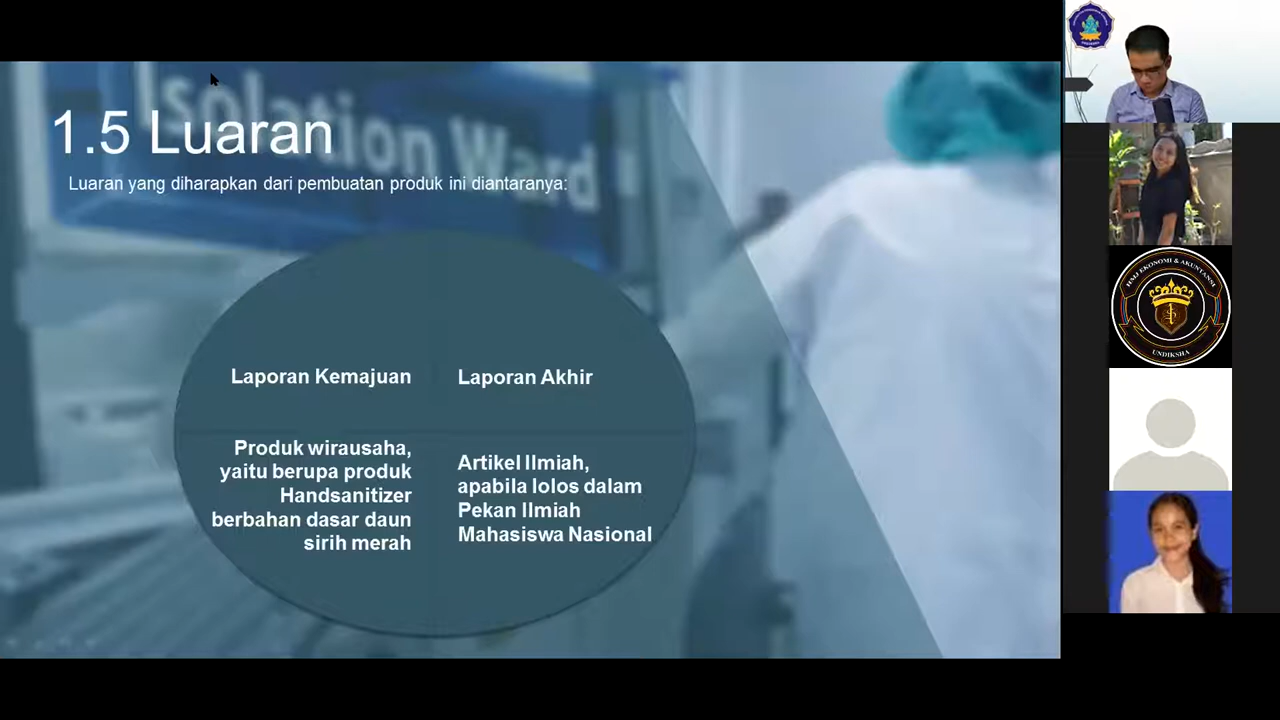 Isolation Ward
1.5 Luaran
Luaran yang diharapkan dari pembuatan produk ini diantaranya:
Laporan Kemajuan
Laporan Akhir
Produk wirausaha,
yaitu berupa produk
Handsanitizer
berbahan dasar daun
sirih merah
Artikel Ilmiah,
apabila lolos dalam
Pekan Ilmiah
Mahasiswa Nasional
HMJ EKONOMI & AKUNTANSI
UNDIKSHA